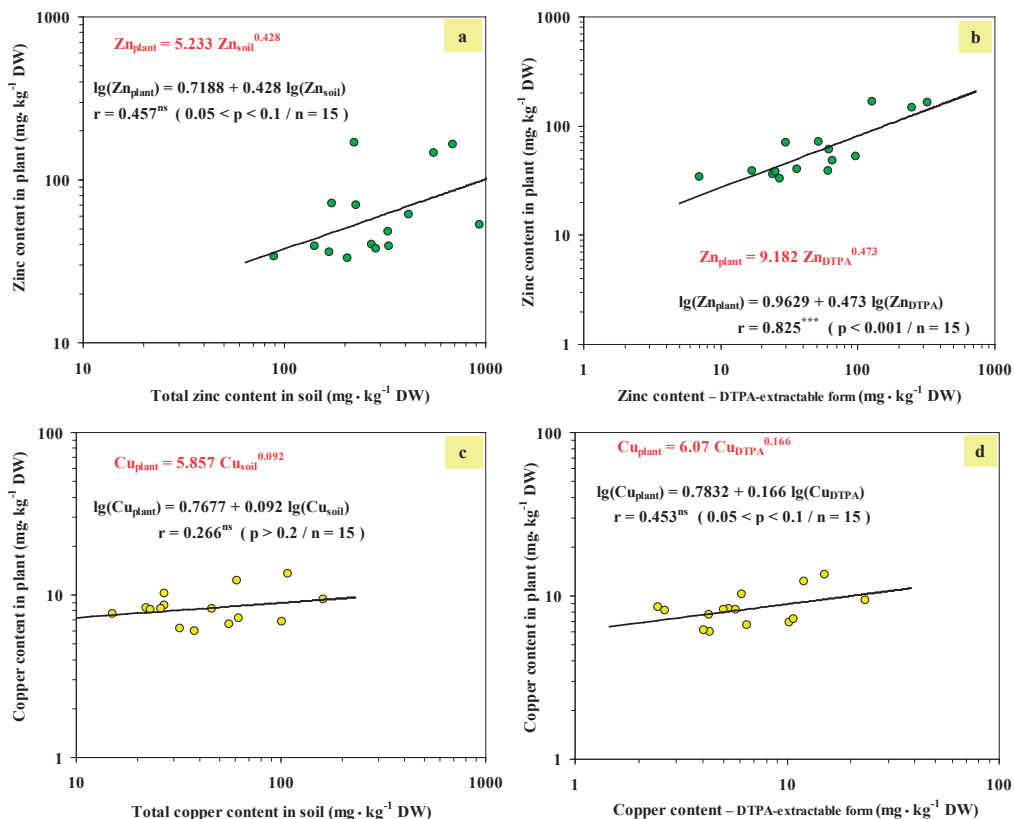 a
Zn_plant = 5.233 Zn_soil^0.428
lg(Zn_plant) = 0.7188 + 0.428 lg(Zn_soil)
r = 0.457^ns ( 0.05 < p < 0.1 / n = 15 )
Zinc content in plant (mg· kg^-1 DW)
1000
100
10
10
100
1000
Total zinc content in soil (mg · kg^-1 DW)
b
Zn_plant = 9.182 Zn_DTPA^0.473
lg(Zn_plant) = 0.9629 + 0.473 lg(Zn_DTPA)
r = 0.825^*** ( p < 0.001 / n = 15 )
Zinc content in plant (mg· kg^-1 DW)
1000
100
10
1
1
10
100
1000
Zinc content – DTPA-extractable form (mg · kg^-1 DW)
c
Cu_plant = 5.857 Cu_soil^0.092
lg(Cu_plant) = 0.7677 + 0.092 lg(Cu_soil)
r = 0.266^ns ( p > 0.2 / n = 15 )
Copper content in plant (mg· kg^-1 DW)
100
10
1
10
100
1000
Total copper content in soil (mg · kg^-1 DW)
d
Cu_plant = 6.07 Cu_DTPA^0.166
lg(Cu_plant) = 0.7832 + 0.166 lg(Cu_DTPA)
r = 0.453^ns ( 0.05 < p < 0.1 / n = 15 )
Copper content in plant (mg· kg^-1 DW)
100
10
1
1
10
100
Copper content – DTPA-extractable form (mg · kg^-1 DW)